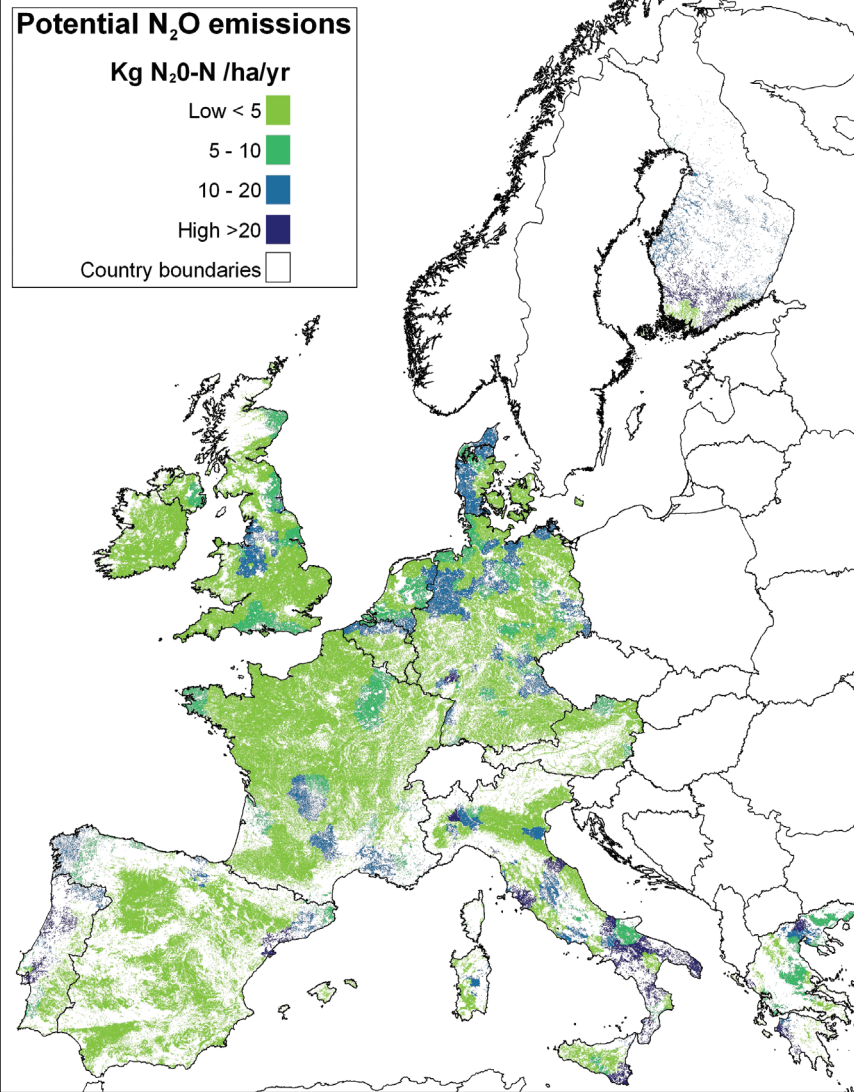 Potential N₂O emissions
Kg N₂0-N /ha/yr
Low < 5
5 - 10
10 - 20
High >20
Country boundaries